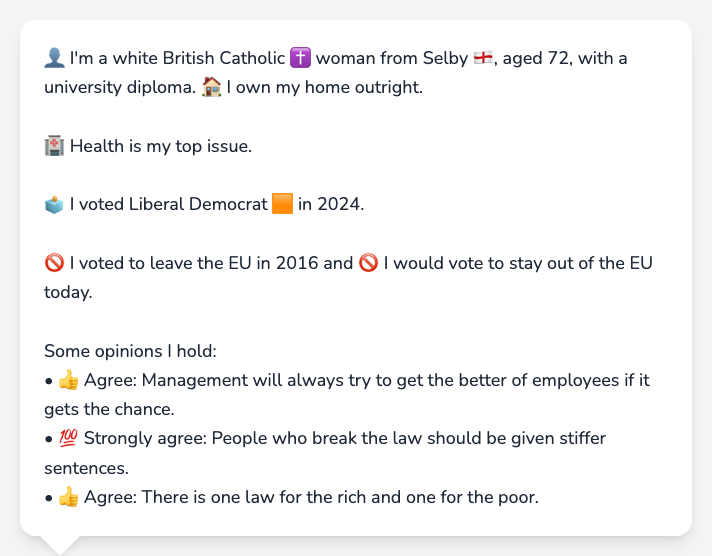 👤 I'm a white British Catholic ✝️ woman from Selby 🏴󠁧󠁢󠁥󠁮󠁧󠁿, aged 72, with a
university diploma. 🏠 I own my home outright.
🏥 Health is my top issue.
🗳️ I voted Liberal Democrat 🟧 in 2024.
🚫 I voted to leave the EU in 2016 and 🚫 I would vote to stay out of the EU
today.
Some opinions I hold:
• 👍 Agree: Management will always try to get the better of employees if it
gets the chance.
• 💯 Strongly agree: People who break the law should be given stiffer
sentences.
• 👍 Agree: There is one law for the rich and one for the poor.